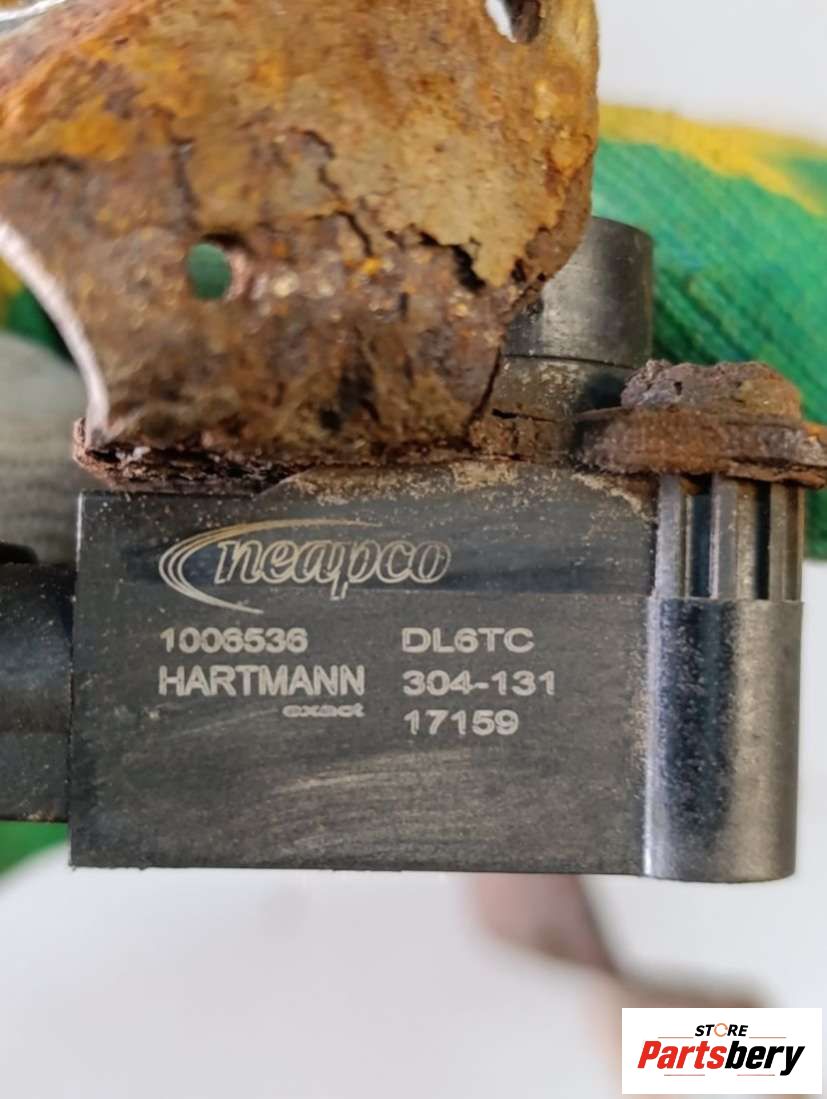 neapco
1006536 DL6TC
HARTMANN 304-131
exact 17159
STORE
Partsbery